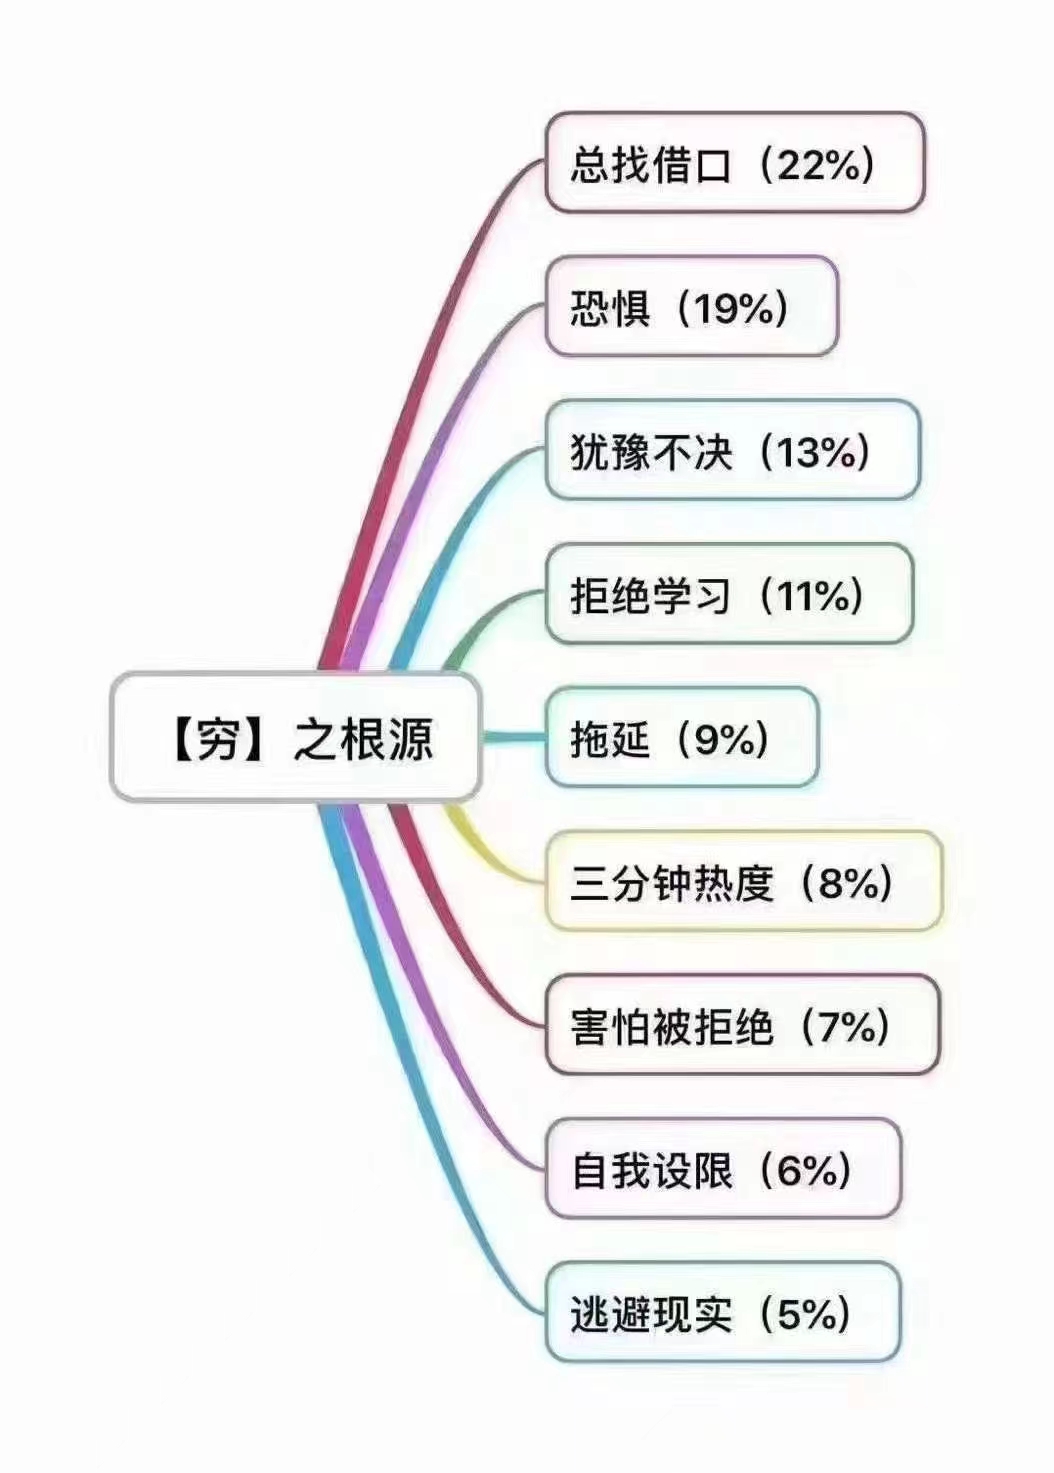 【穷】之根源
总找借口（22%）
恐惧（19%）
犹豫不决（13%）
拒绝学习（11%）
拖延（9%）
三分钟热度（8%）
害怕被拒绝（7%）
自我设限（6%）
逃避现实（5%）